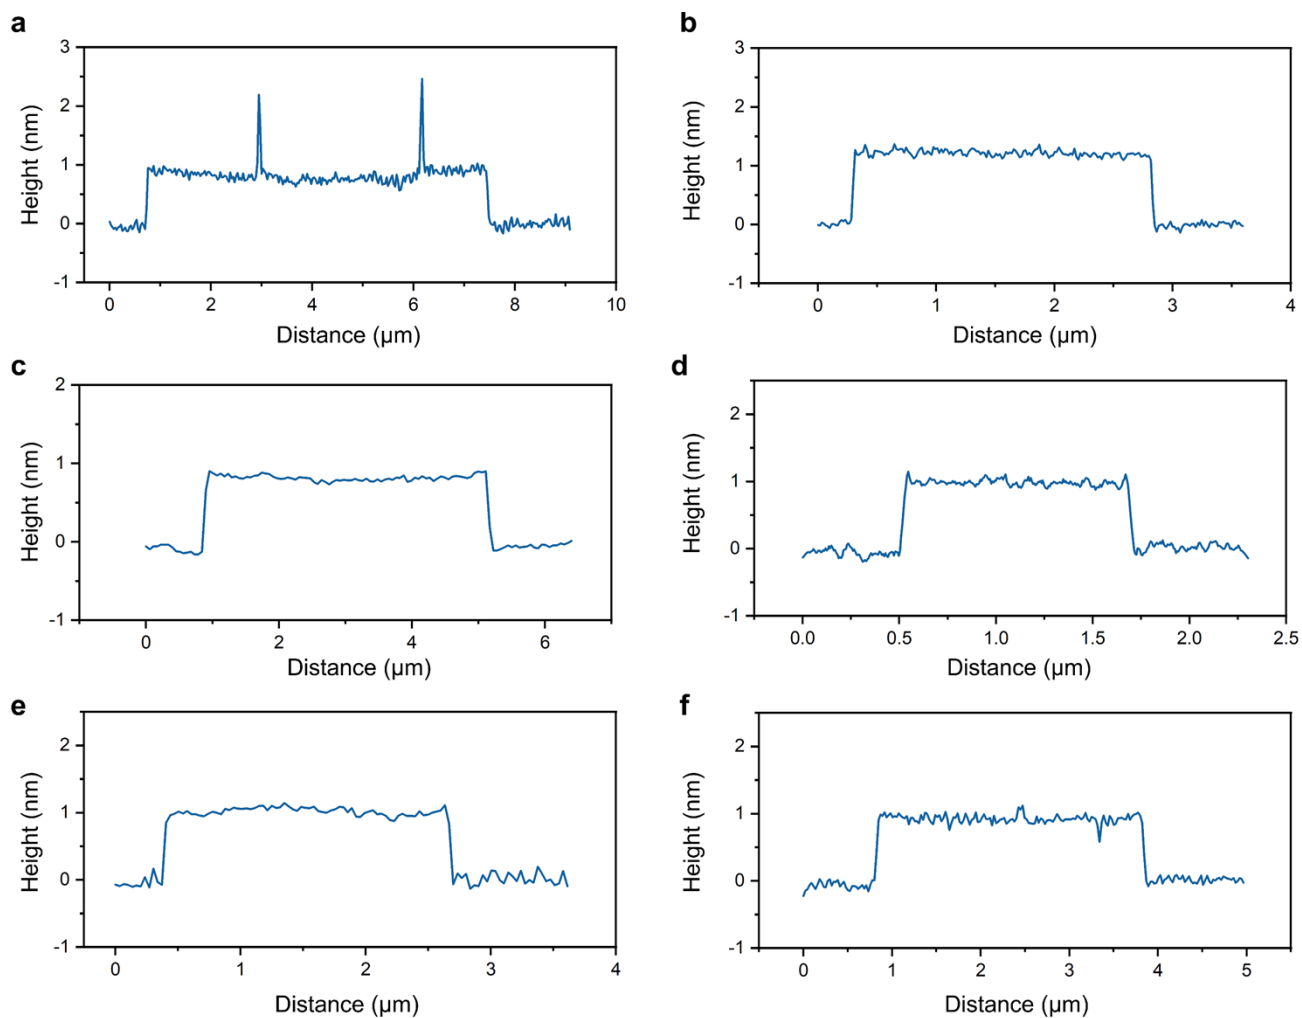 a
3
2
1
0
-1
Height (nm)
0 2 4 6 8 10
Distance (µm)
b
3
2
1
0
-1
Height (nm)
0 1 2 3 4
Distance (µm)
c
2
1
0
-1
Height (nm)
0 2 4 6
Distance (µm)
d
2
1
0
-1
Height (nm)
0.0 0.5 1.0 1.5 2.0 2.5
Distance (µm)
e
2
1
0
-1
Height (nm)
0 1 2 3 4
Distance (µm)
f
2
1
0
-1
Height (nm)
0 1 2 3 4 5
Distance (µm)